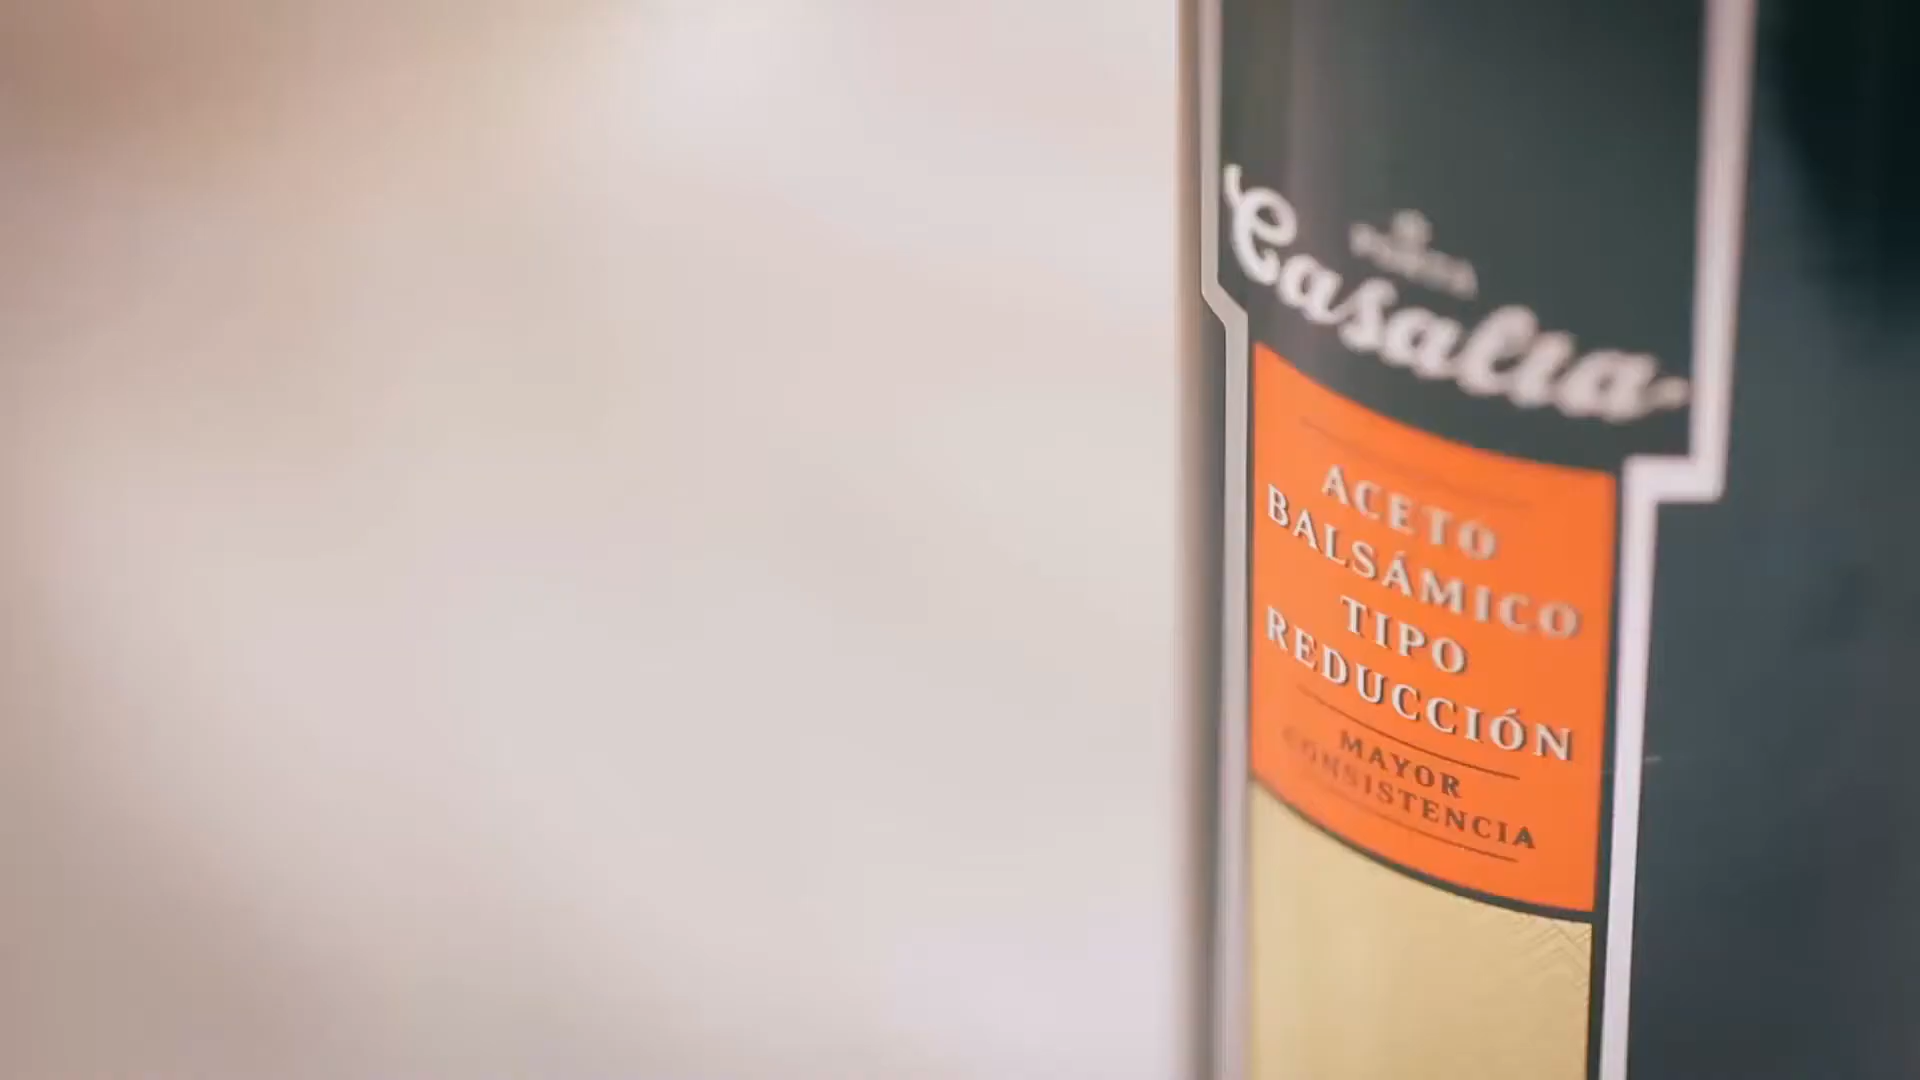 Casalta
ACETO
BALSÁMICO
TIPO
REDUCCIÓN
MAYOR
CONSISTENCIA